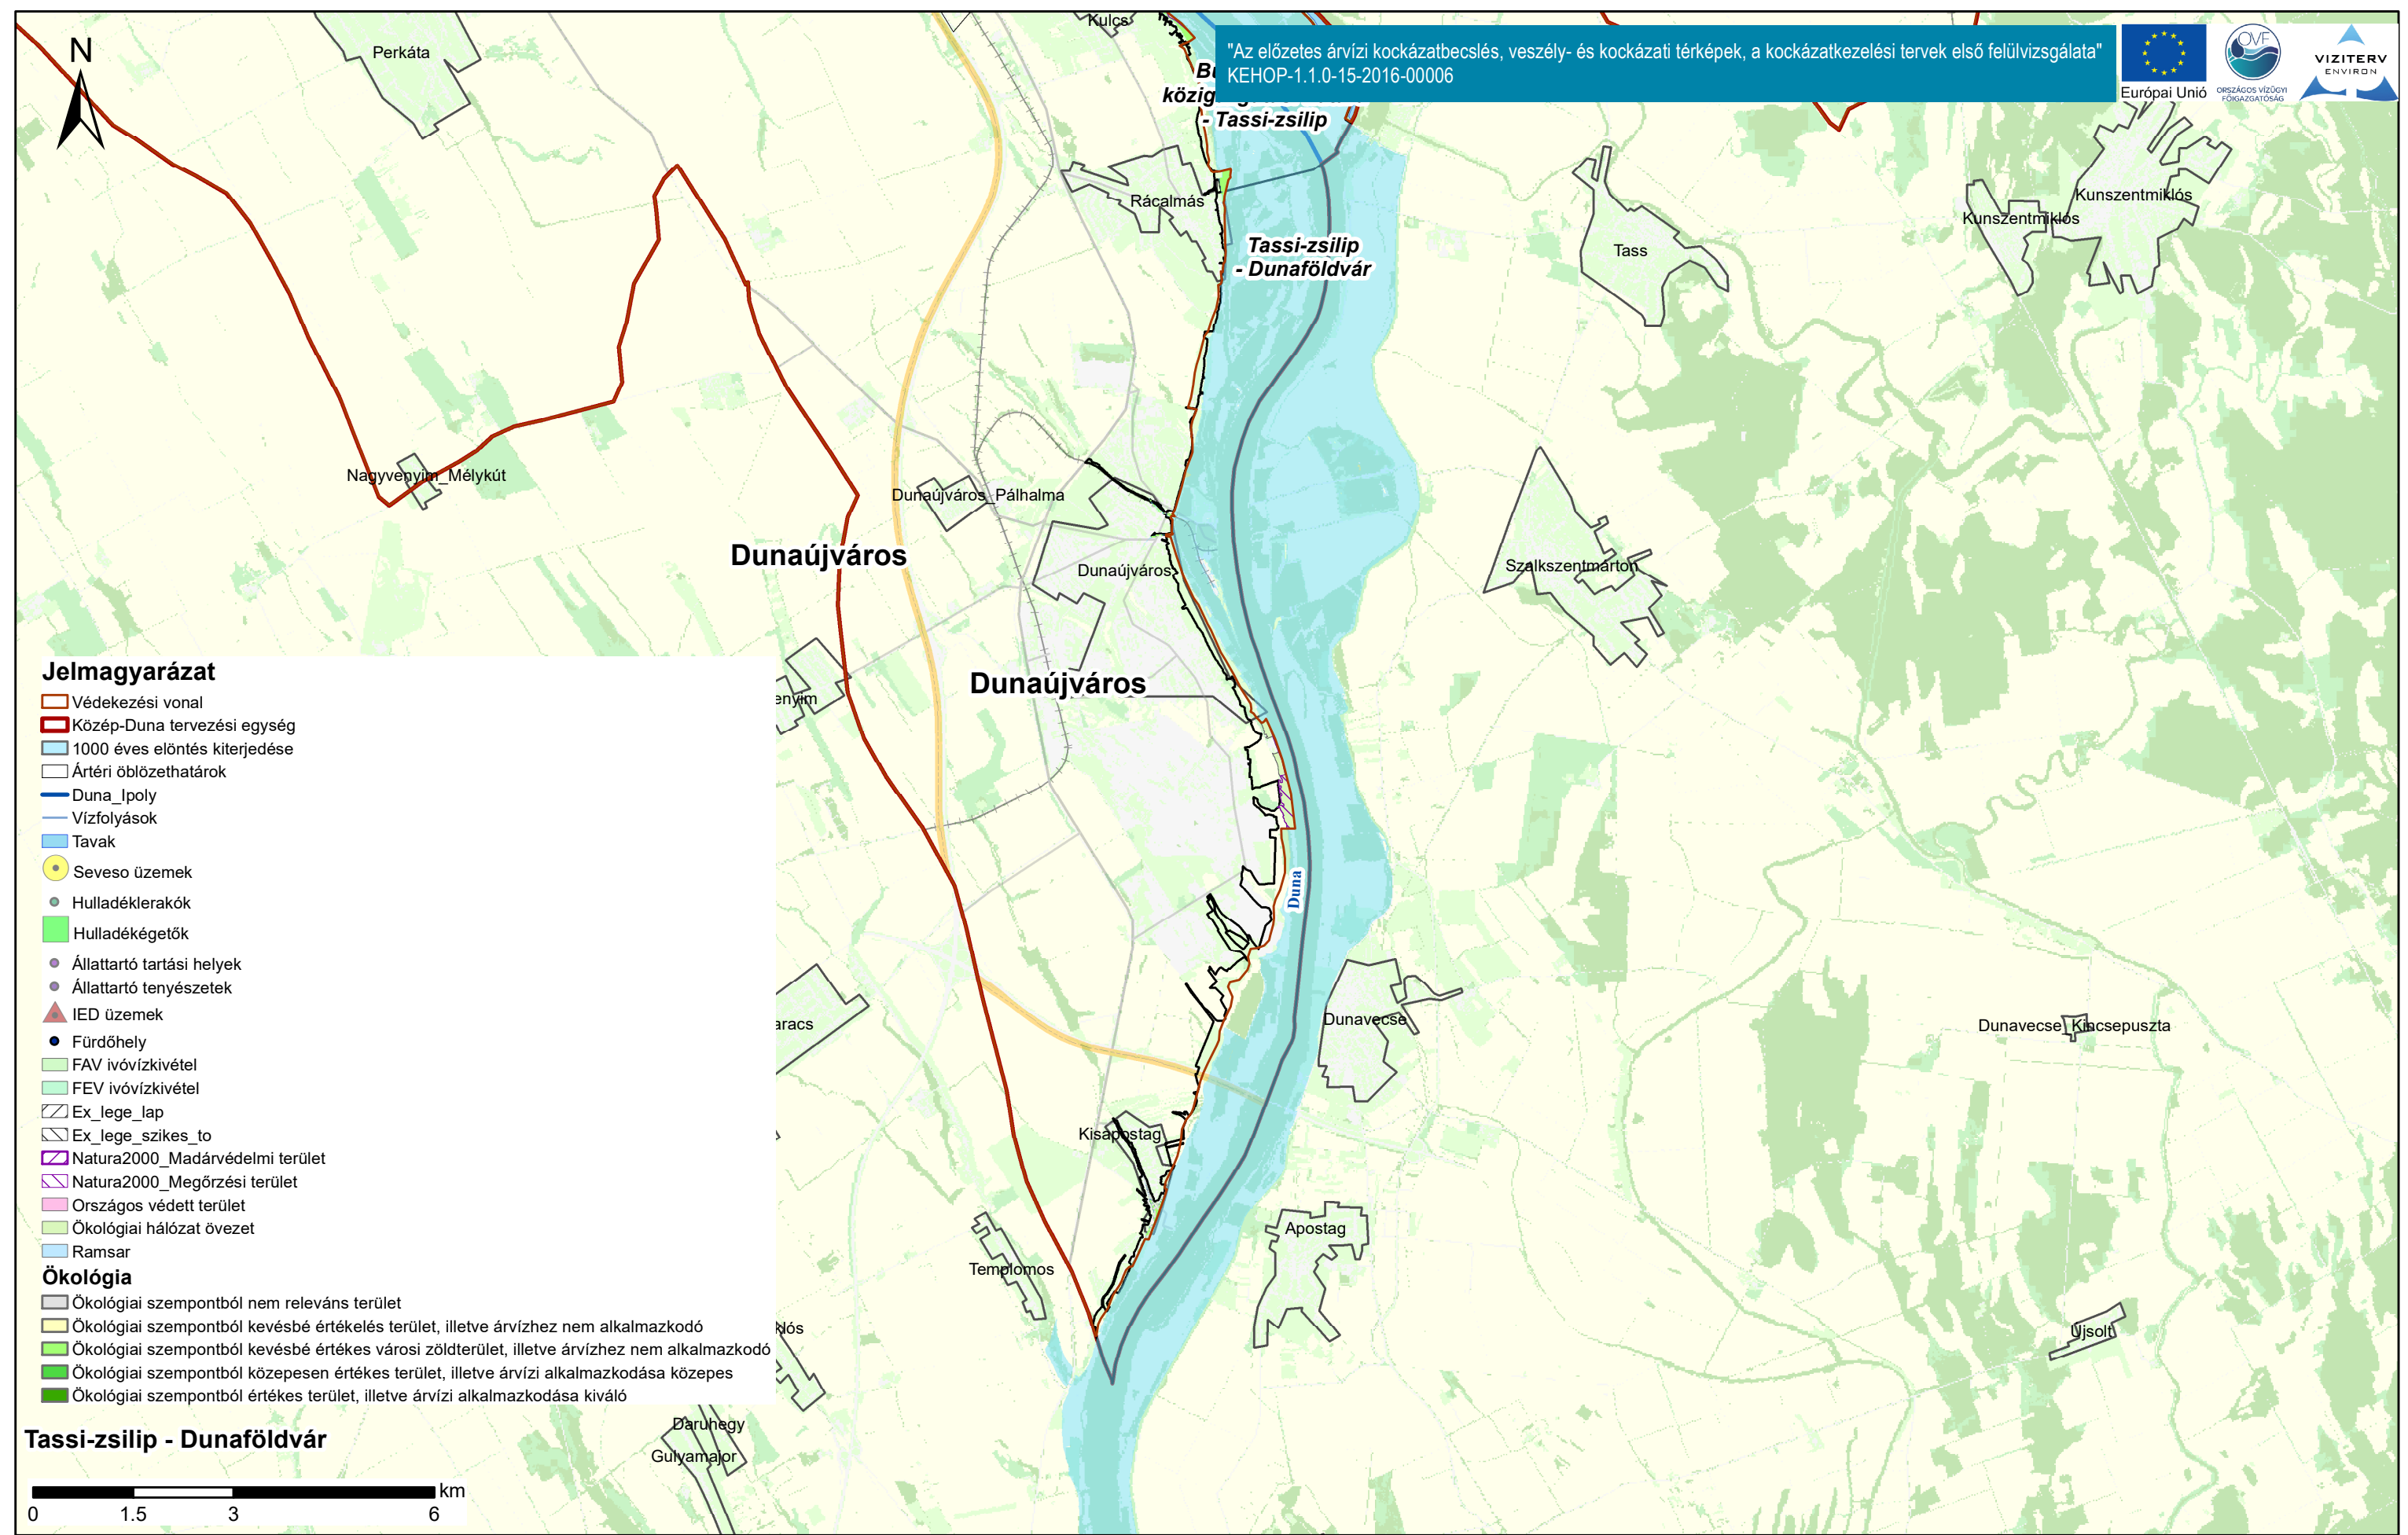 Kulcs
Perkáta
N
"Az előzetes árvízi kockázatbecslés, veszély- és kockázati térképek, a kockázatkezelési tervek első felülvizsgálata"
KEHOP-1.1.0-15-2016-00006
Európai Unió
OVF
ORSZÁGOS VÍZÜGYI
FŐIGAZGATÓSÁG
VIZITERV
ENVIRON
- Tassi-zsilip
Rácalmás
Tassi-zsilip
- Dunaföldvár
Tass
Kunszentmiklós
Kunszentmiklós
Nagyvenyim_Mélykút
Dunaújváros_Pálhalma
Dunaújváros
Dunaújváros
Szalkszentmárton
Dunaújváros
enyim
Duna
aracs
Dunavecse
Dunavecse_Kincsepuszta
Kisapostag
Apostag
Templomos
klós
Újsolt
Daruhegy
Gulyamajor
Jelmagyarázat
Védekezési vonal
Közép-Duna tervezési egység
1000 éves elöntés kiterjedése
Ártéri öblözethatárok
Duna_Ipoly
Vízfolyások
Tavak
Seveso üzemek
Hulladéklerakók
Hulladékégetők
Állattartó tartási helyek
Állattartó tenyészetek
IED üzemek
Fürdőhely
FAV ivóvízkivétel
FEV ivóvízkivétel
Ex_lege_lap
Ex_lege_szikes_to
Natura2000_Madárvédelmi terület
Natura2000_Megőrzési terület
Országos védett terület
Ökológiai hálózat övezet
Ramsar
Ökológia
Ökológiai szempontból nem releváns terület
Ökológiai szempontból kevésbé értékelés terület, illetve árvízhez nem alkalmazkodó
Ökológiai szempontból kevésbé értékes városi zöldterület, illetve árvízhez nem alkalmazkodó
Ökológiai szempontból közepesen értékes terület, illetve árvízi alkalmazkodása közepes
Ökológiai szempontból értékes terület, illetve árvízi alkalmazkodása kiváló
Tassi-zsilip - Dunaföldvár
km
0 1.5 3 6